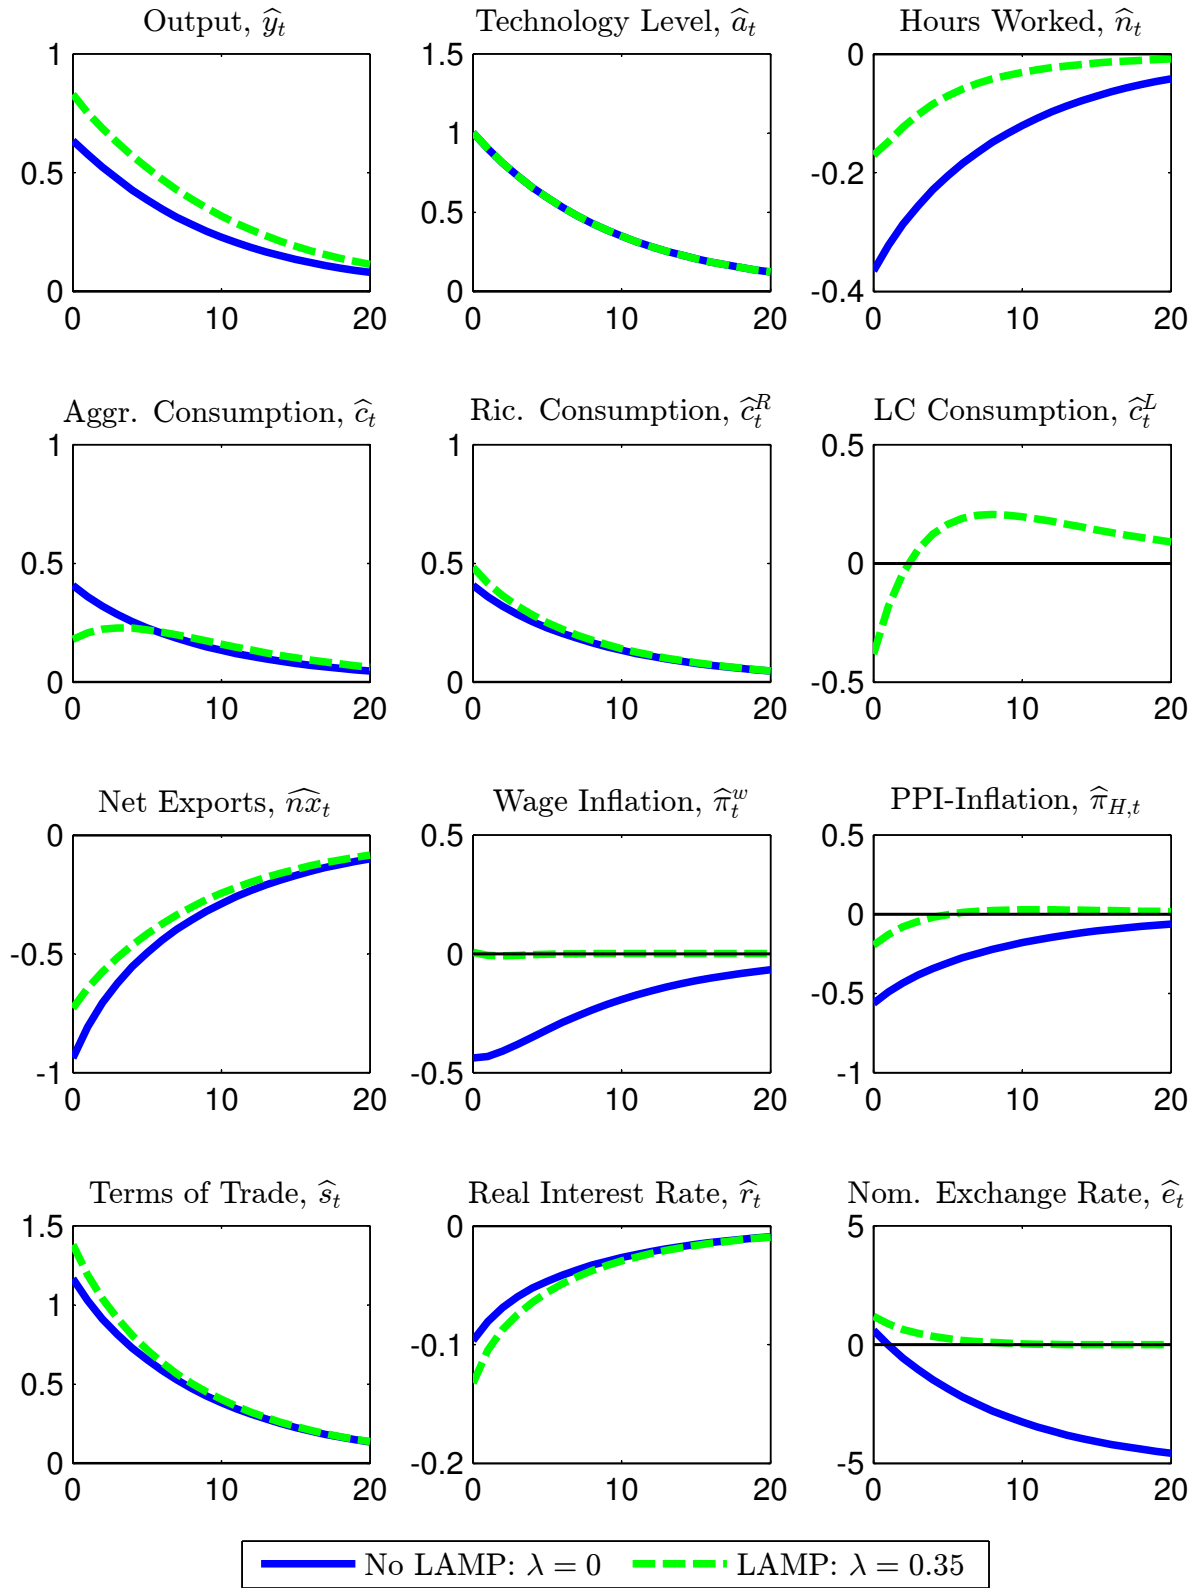 Output, ŷ_t
Technology Level, â_t
Hours Worked, n̂_t
1
0.5
0
0 10 20
1.5
1
0.5
0
0 10 20
0
-0.2
-0.4
0 10 20
Aggr. Consumption, ĉ_t
Ric. Consumption, ĉ_t^R
LC Consumption, ĉ_t^L
1
0.5
0
0 10 20
1
0.5
0
0 10 20
0.5
0
-0.5
0 10 20
Net Exports, n̂x_t
Wage Inflation, π̂_t^w
PPI-Inflation, π̂_{H,t}
0
-0.5
-1
0 10 20
0.5
0
-0.5
0 10 20
0.5
0
-0.5
-1
0 10 20
Terms of Trade, ŝ_t
Real Interest Rate, r̂_t
Nom. Exchange Rate, ê_t
1.5
1
0.5
0
0 10 20
0
-0.1
-0.2
0 10 20
5
0
-5
0 10 20
No LAMP: λ = 0
LAMP: λ = 0.35